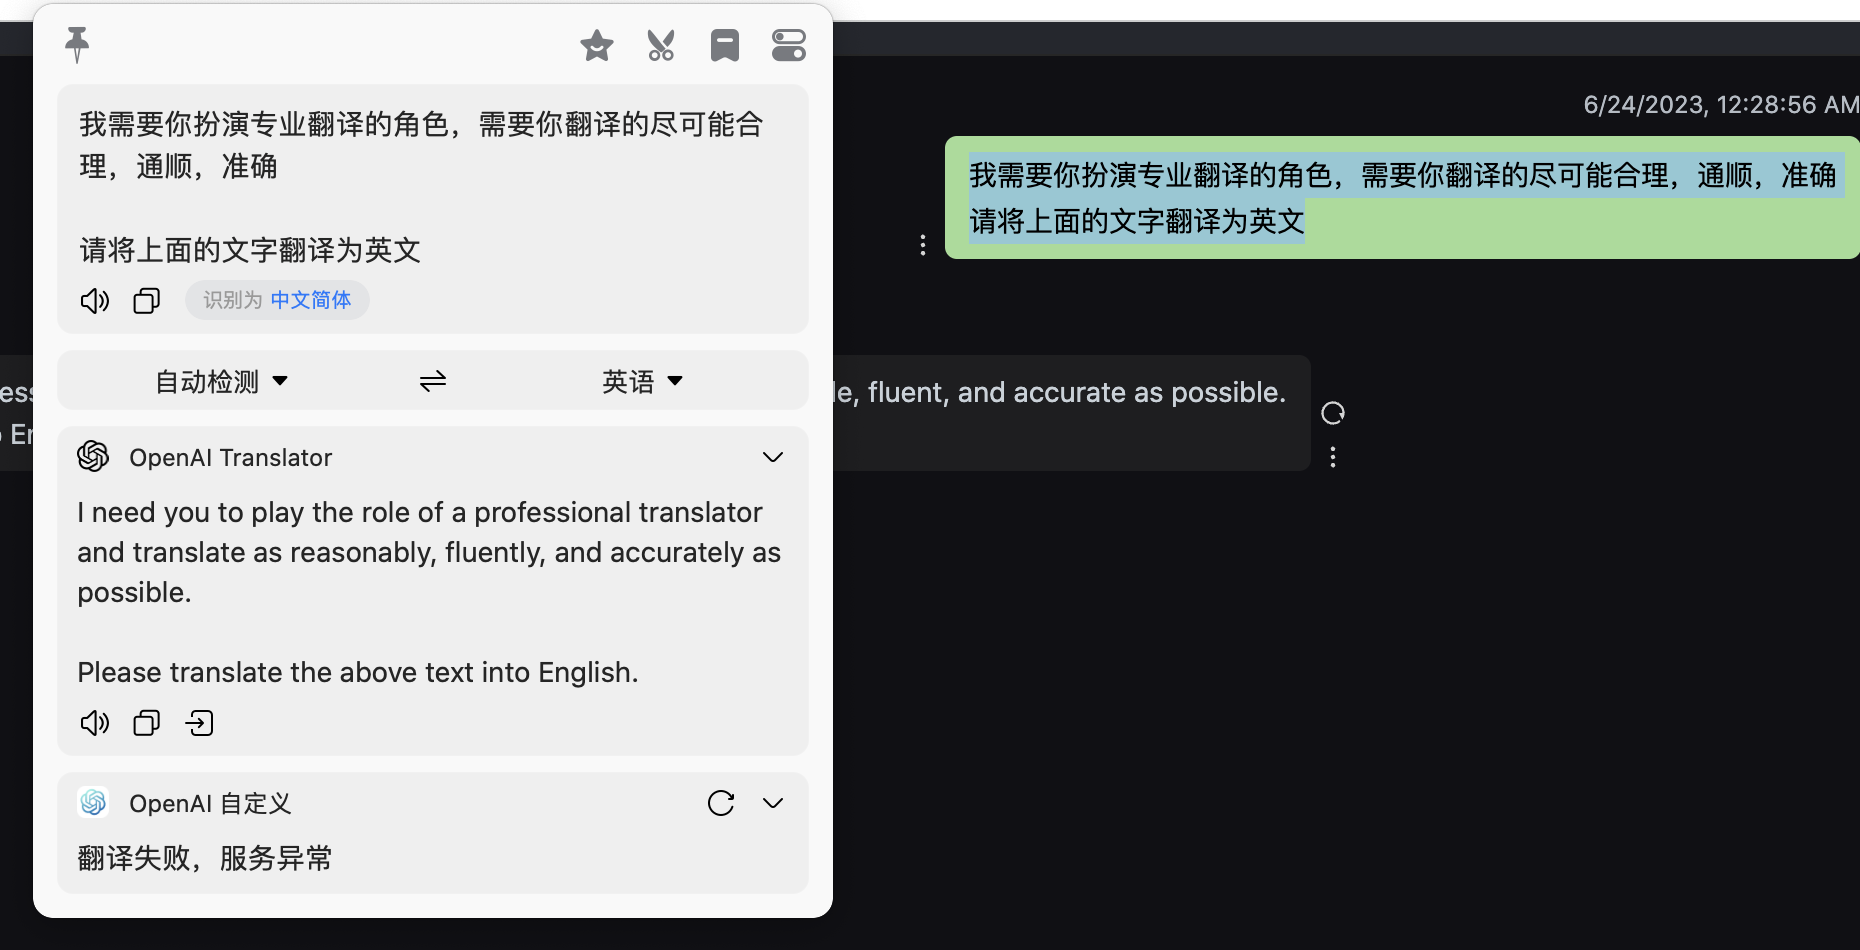 我需要你扮演专业翻译的角色，需要你翻译的尽可能合
理，通顺，准确
请将上面的文字翻译为英文
识别为 中文简体
自动检测
英语
OpenAI Translator
I need you to play the role of a professional translator
and translate as reasonably, fluently, and accurately as
possible.
Please translate the above text into English.
OpenAI 自定义
翻译失败，服务异常
6/24/2023, 12:28:56 AM
我需要你扮演专业翻译的角色，需要你翻译的尽可能合理，通顺，准确
请将上面的文字翻译为英文
fluent, and accurate as possible.